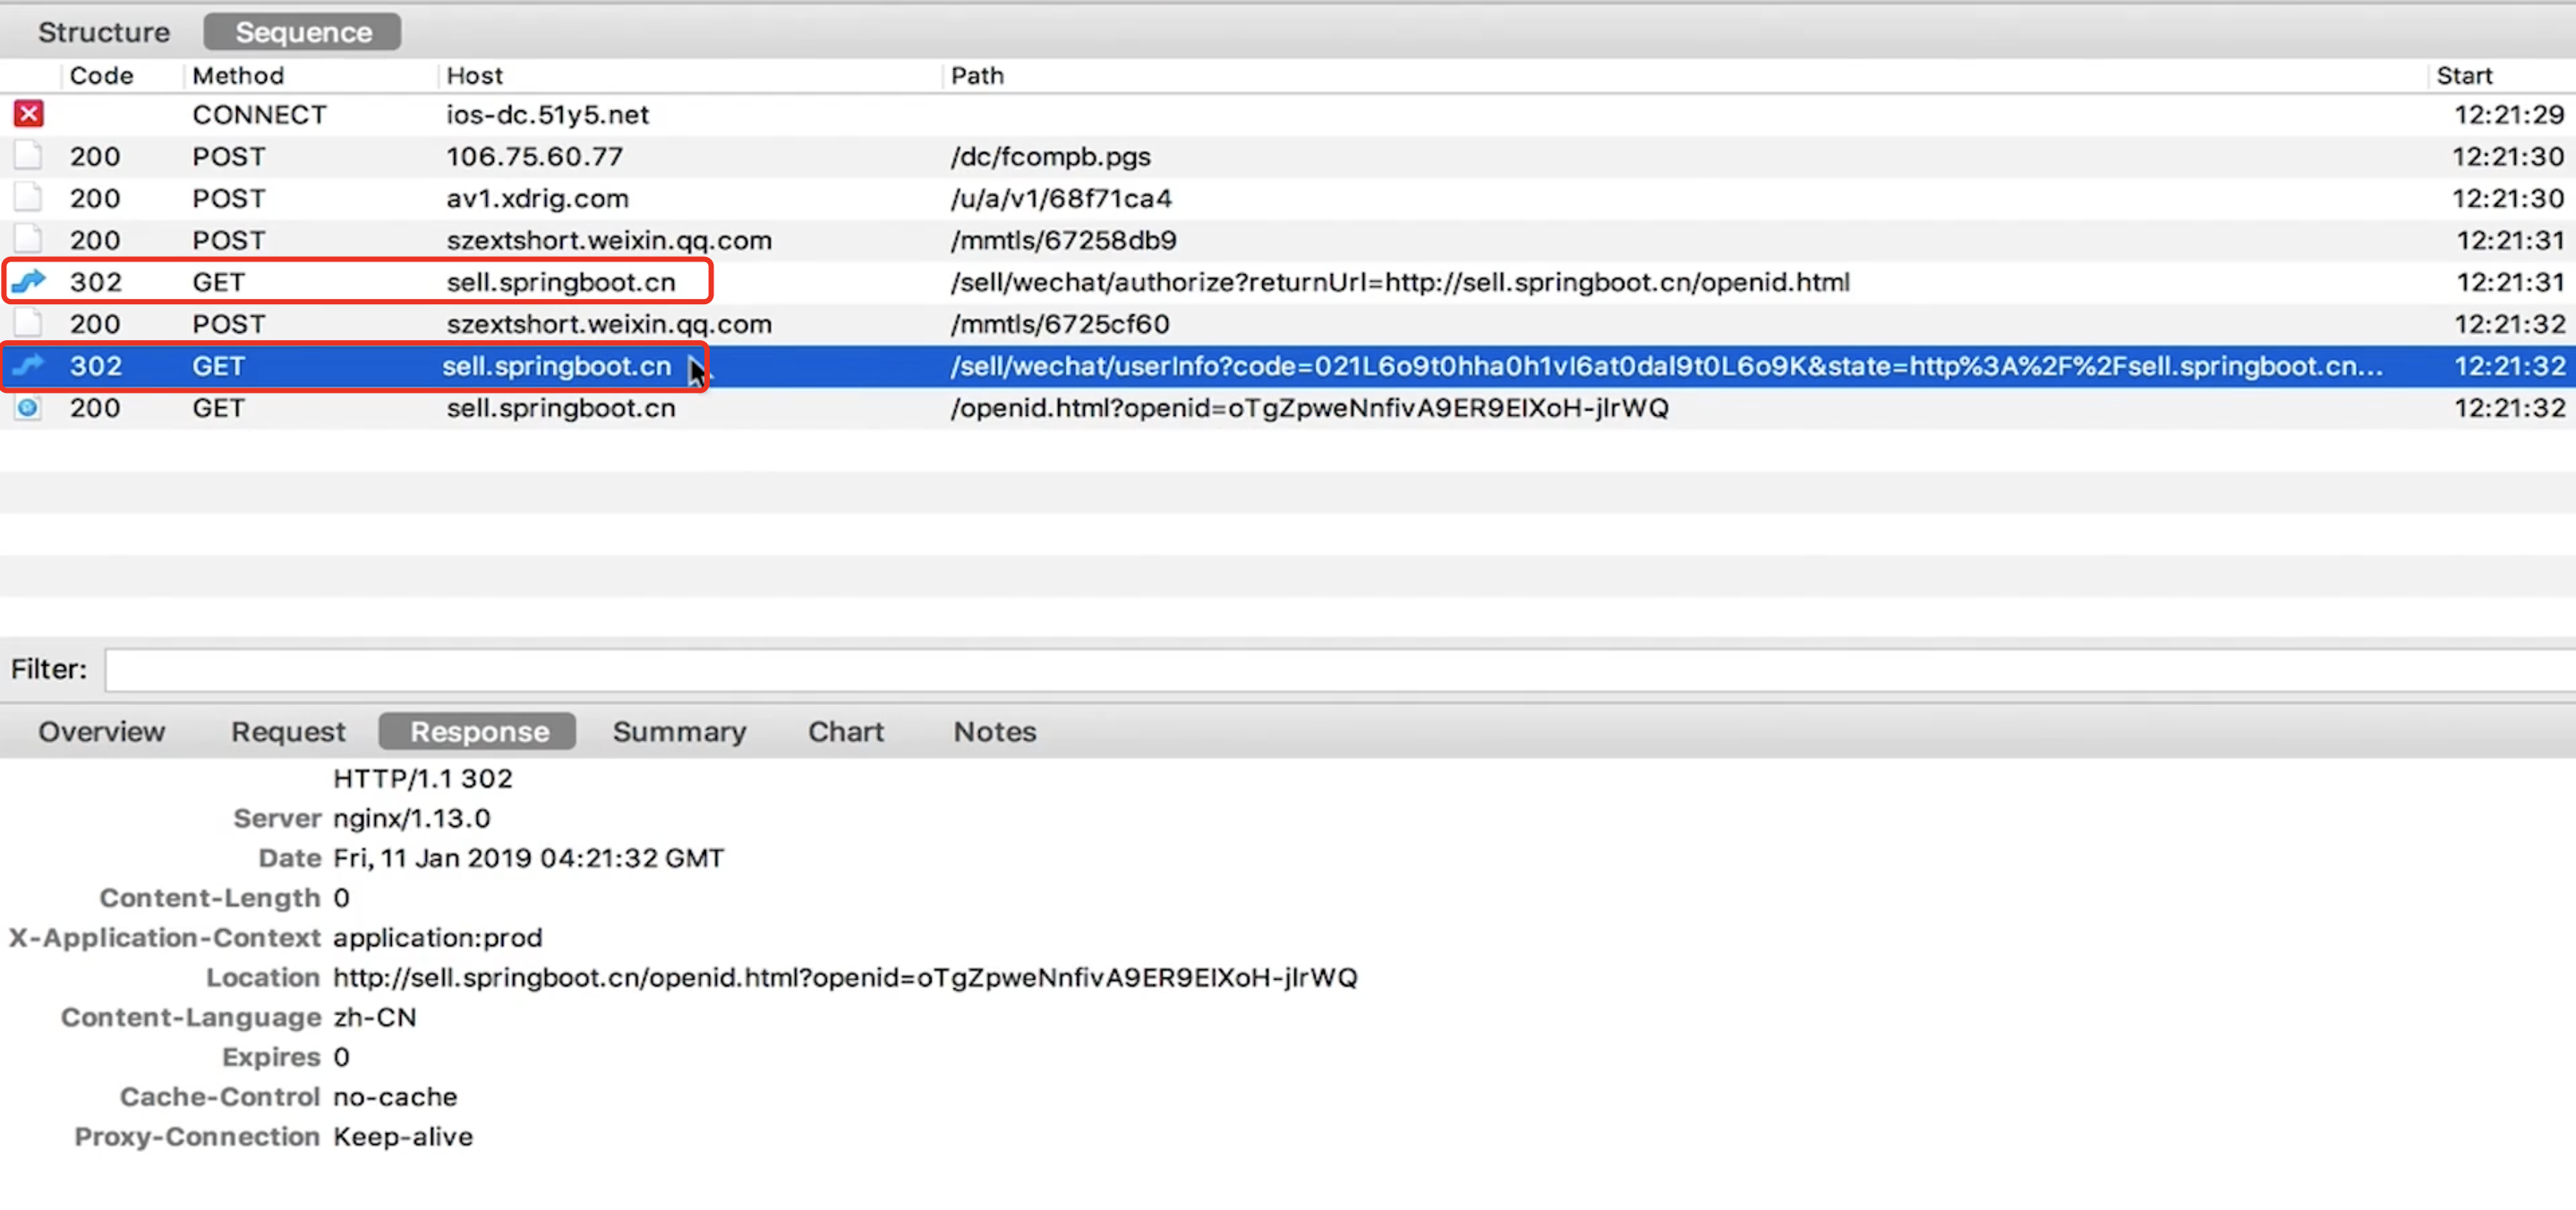 Structure Sequence
Code Method Host Path Start
CONNECT ios-dc.51y5.net 12:21:29
200 POST 106.75.60.77 /dc/fcompb.pgs 12:21:30
200 POST av1.xdrig.com /u/a/v1/68f71ca4 12:21:30
200 POST szextshort.weixin.qq.com /mmtls/67258db9 12:21:31
302 GET sell.springboot.cn /sell/wechat/authorize?returnUrl=http://sell.springboot.cn/openid.html 12:21:31
200 POST szextshort.weixin.qq.com /mmtls/6725cf60 12:21:32
302 GET sell.springboot.cn /sell/wechat/userInfo?code=021L6o9t0hha0h1vI6at0dal9t0L6o9K&state=http%3A%2F%2Fsell.springboot.cn... 12:21:32
200 GET sell.springboot.cn /openid.html?openid=oTgZpweNnfivA9ER9EIXoH-jlrWQ 12:21:32
Filter:
Overview Request Response Summary Chart Notes
HTTP/1.1 302
Server nginx/1.13.0
Date Fri, 11 Jan 2019 04:21:32 GMT
Content-Length 0
X-Application-Context application:prod
Location http://sell.springboot.cn/openid.html?openid=oTgZpweNnfivA9ER9EIXoH-jlrWQ
Content-Language zh-CN
Expires 0
Cache-Control no-cache
Proxy-Connection Keep-alive